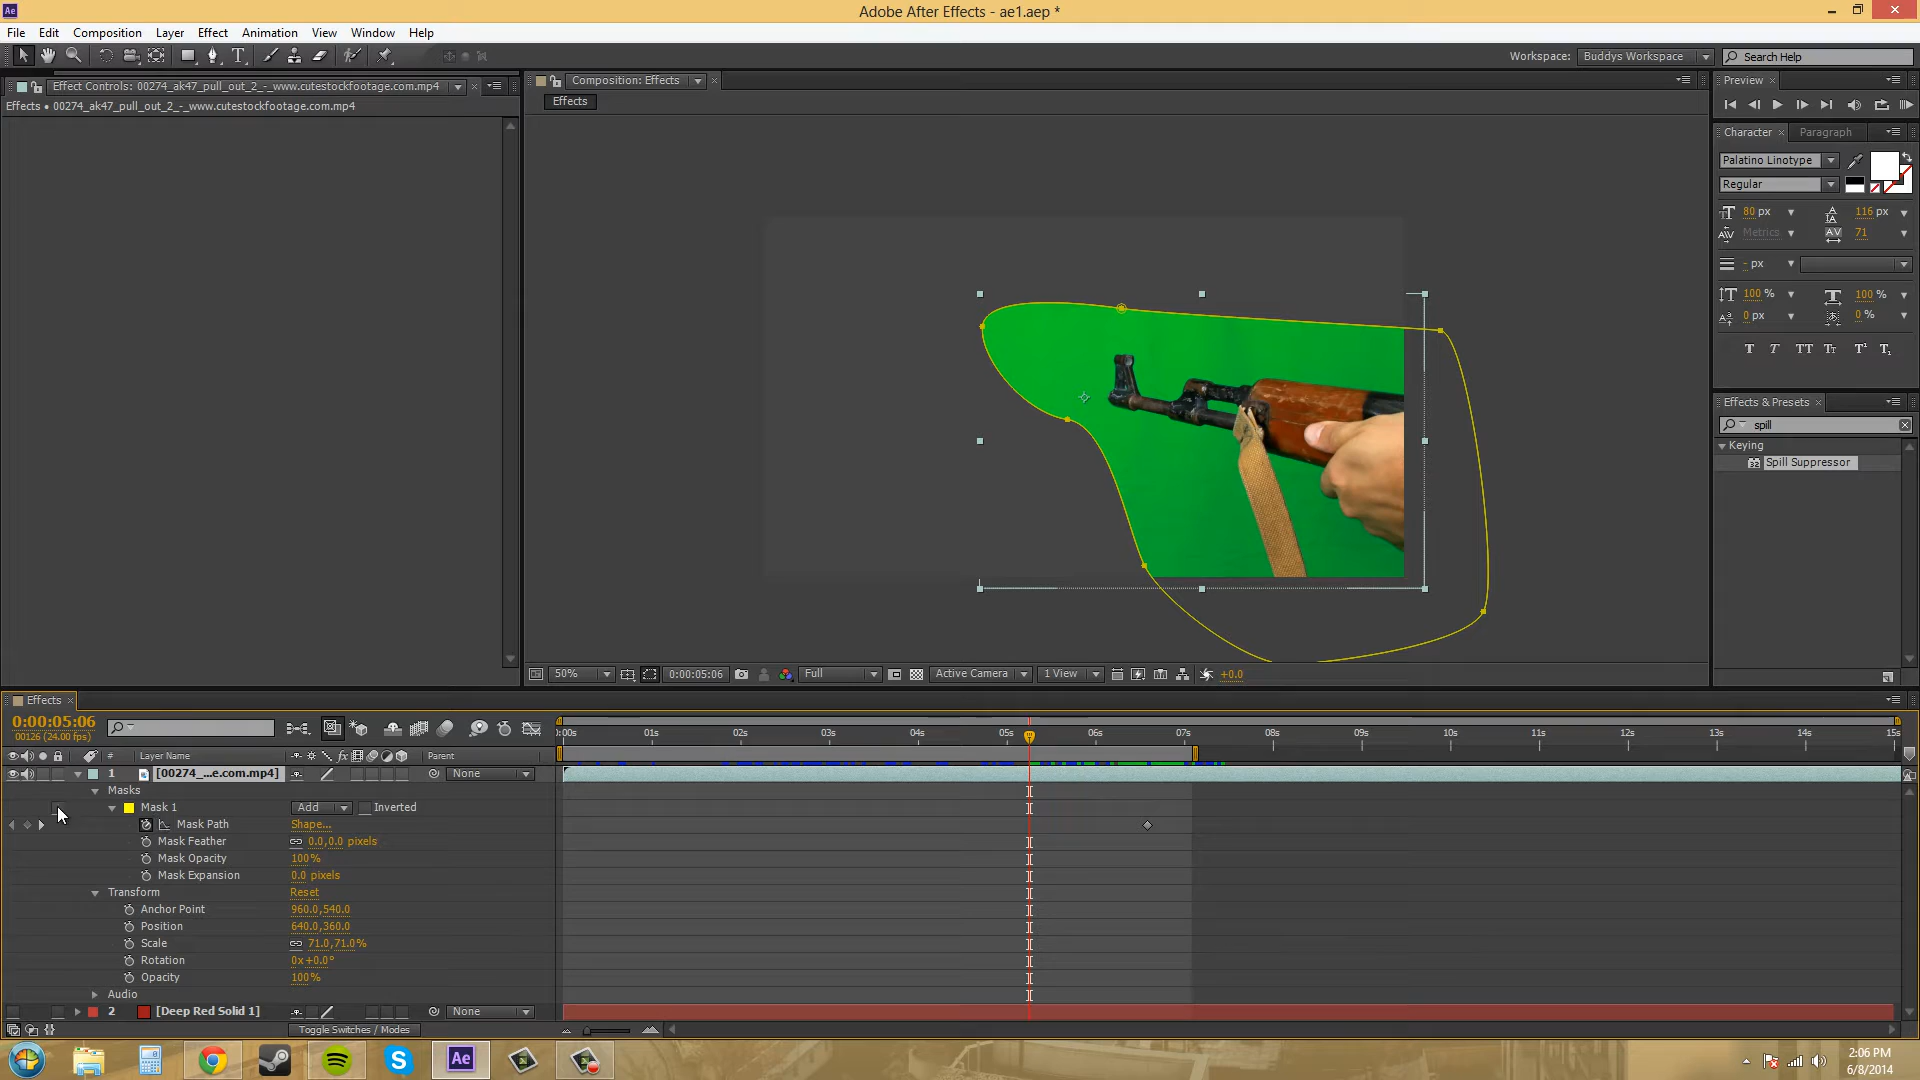 Adobe After Effects - ae1.aep *
File Edit Composition Layer Effect Animation View Window Help
Workspace: Buddys Workspace Search Help
Effect Controls: 00274_ak47_pull_out_2_-_www.cutestockfootage.com.mp4
Effects • 00274_ak47_pull_out_2_-_www.cutestockfootage.com.mp4
Composition: Effects
Effects
Preview
Character Paragraph
Palatino Linotype
Regular
80 px 116 px
Metrics 71
- px
100 % 100 %
0 px 0 %
Effects & Presets
spill
Keying
Spill Suppressor
50% 0:00:05:06 Full Active Camera 1 View +0.0
Effects
0:00:05:06
00126 (24.00 fps)
:00s 01s 02s 03s 04s 05s 06s 07s 08s 09s 10s 11s 12s 13s 14s 15s
# Layer Name Parent
1 [00274_...e.com.mp4] None
Masks
Mask 1 Add Inverted
Mask Path Shape...
Mask Feather 0.0,0.0 pixels
Mask Opacity 100%
Mask Expansion 0.0 pixels
Transform Reset
Anchor Point 960.0,540.0
Position 640.0,360.0
Scale 71.0,71.0%
Rotation 0x+0.0°
Opacity 100%
Audio
2 [Deep Red Solid 1] None
Toggle Switches / Modes
2:06 PM
6/8/2014